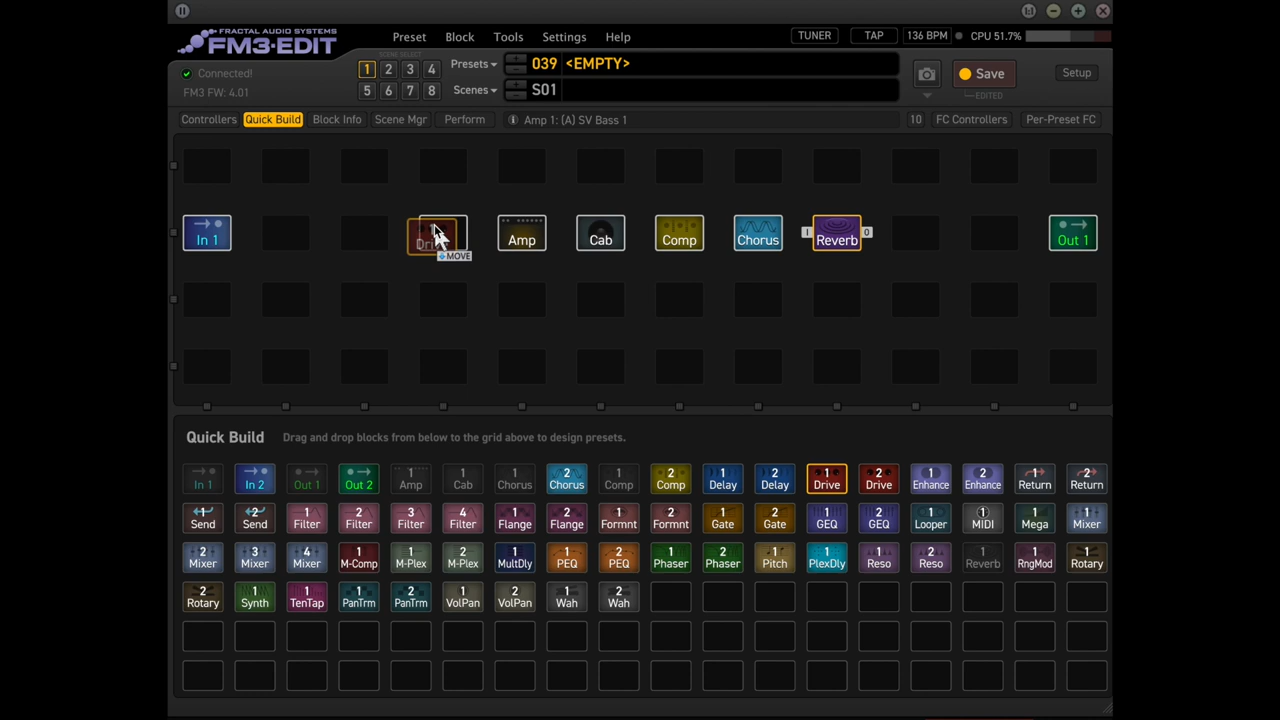 FRACTAL AUDIO SYSTEMS
FM3-EDIT
Preset Block Tools Settings Help
TUNER TAP 136 BPM CPU 51.7%
Connected!
FM3 FW: 4.01
SCENE SELECT
1 2 3 4
5 6 7 8
Presets 039 <EMPTY>
Scenes S01
Save
EDITED
Setup
Controllers Quick Build Block Info Scene Mgr Perform Amp 1: (A) SV Bass 1 10 FC Controllers Per-Preset FC
In 1 Amp Cab Comp Chorus I Reverb O Out 1
MOVE
Quick Build Drag and drop blocks from below to the grid above to design presets.
In 1 In 2 Out 1 Out 2 1 Amp 1 Cab 1 Chorus 2 Chorus 1 Comp 2 Comp 1 Delay 2 Delay 1 Drive 2 Drive 1 Enhance 2 Enhance 1 Return 2 Return
1 Send 2 Send 1 Filter 2 Filter 3 Filter 4 Filter 1 Flange 2 Flange 1 Formnt 2 Formnt 1 Gate 2 Gate 1 GEQ 2 GEQ 1 Looper MIDI 1 Mega 1 Mixer
2 Mixer 3 Mixer 4 Mixer 1 M-Comp 1 M-Plex 2 M-Plex 1 MultDly 1 PEQ 2 PEQ 1 Phaser 2 Phaser 1 Pitch 1 PlexDly 1 Reso 2 Reso 1 Reverb 1 RngMod 1 Rotary
2 Rotary 1 Synth 1 TenTap 1 PanTrm 2 PanTrm 1 VolPan 2 VolPan 1 Wah 2 Wah